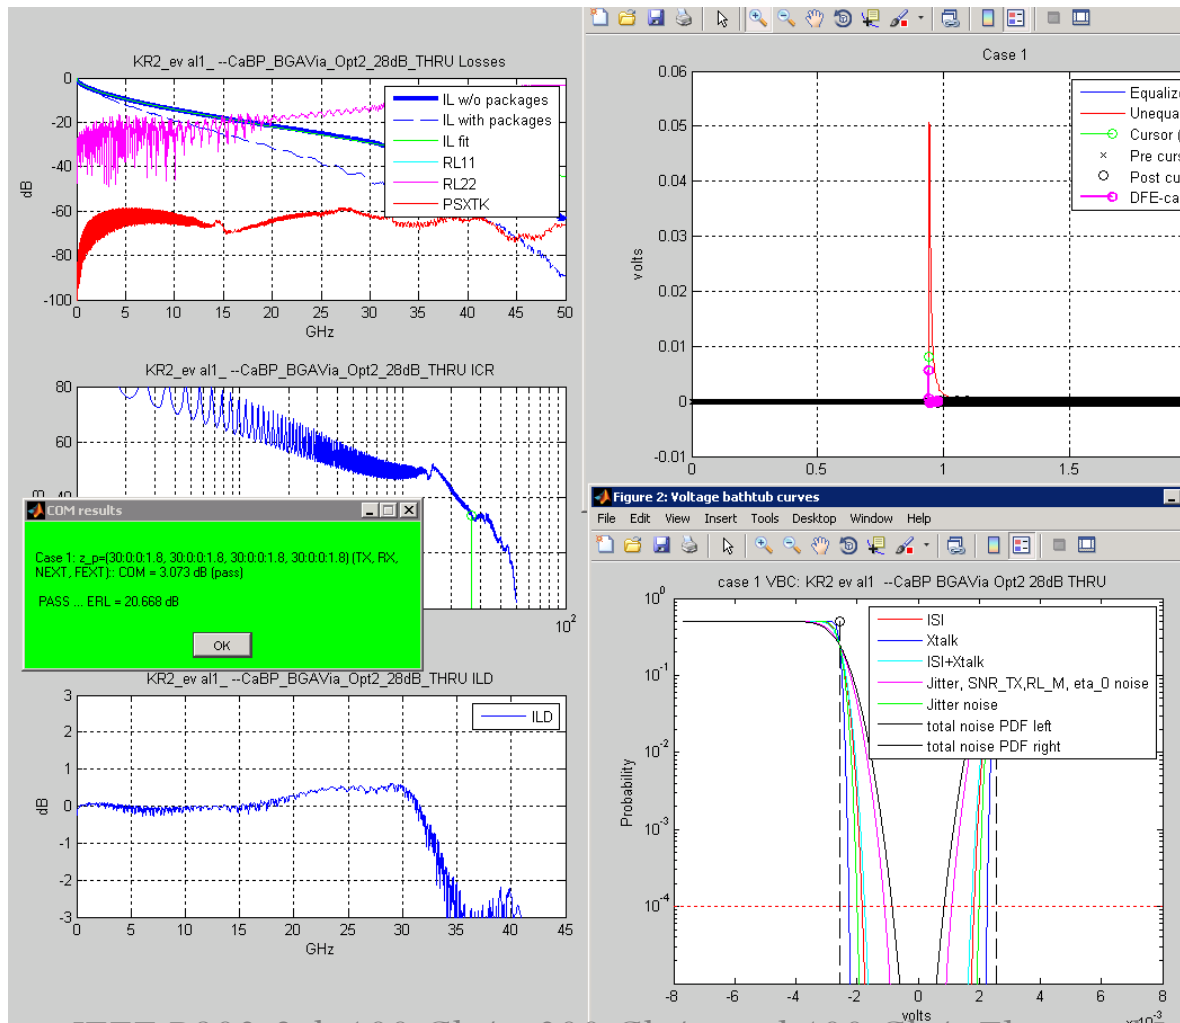 KR2_ev al1_ --CaBP_BGAVia_Opt2_28dB_THRU Losses
0
-20
-40
-60
-80
-100
dB
0
5
10
15
20
25
30
35
40
45
50
GHz
IL w/o packages
IL with packages
IL fit
RL11
RL22
PSXTK
KR2_ev al1_ --CaBP_BGAVia_Opt2_28dB_THRU ICR
80
60
40
10²
COM results
Case 1: z_p=(30:0:0:1.8, 30:0:0:1.8, 30:0:0:1.8, 30:0:0:1.8) (TX, RX,
NEXT, FEXT):: COM = 3.073 dB (pass)
PASS ... ERL = 20.668 dB
OK
KR2_ev al1_ --CaBP_BGAVia_Opt2_28dB_THRU ILD
3
2
1
0
-1
-2
-3
dB
0
5
10
15
20
25
30
35
40
45
GHz
ILD
Case 1
0.06
0.05
0.04
0.03
0.02
0.01
0
-0.01
volts
0
0.5
1
1.5
Equalize
Unequa
Cursor (
Pre curs
Post cu
DFE-ca
Figure 2: Voltage bathtub curves
File Edit View Insert Tools Desktop Window Help
case 1 VBC: KR2 ev al1 --CaBP BGAVia Opt2 28dB THRU
10⁰
10⁻¹
10⁻²
10⁻³
10⁻⁴
Probability
-8
-6
-4
-2
0
2
4
6
8
volts
ISI
Xtalk
ISI+Xtalk
Jitter, SNR_TX,RL_M, eta_0 noise
Jitter noise
total noise PDF left
total noise PDF right